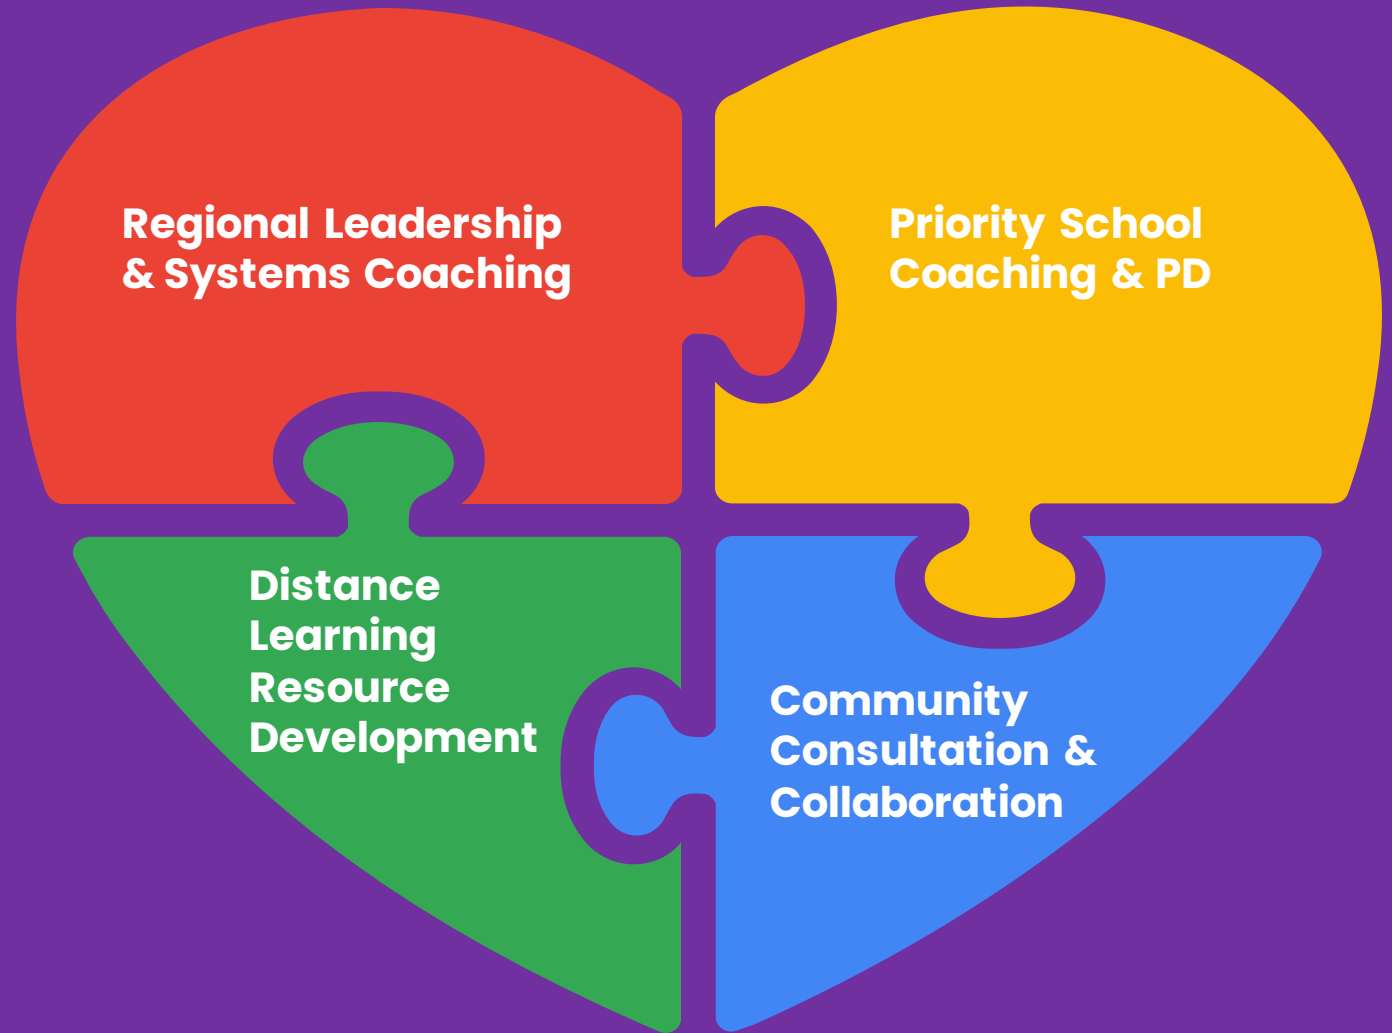 Regional Leadership
& Systems Coaching
Priority School
Coaching & PD
Distance
Learning
Resource
Development
Community
Consultation &
Collaboration